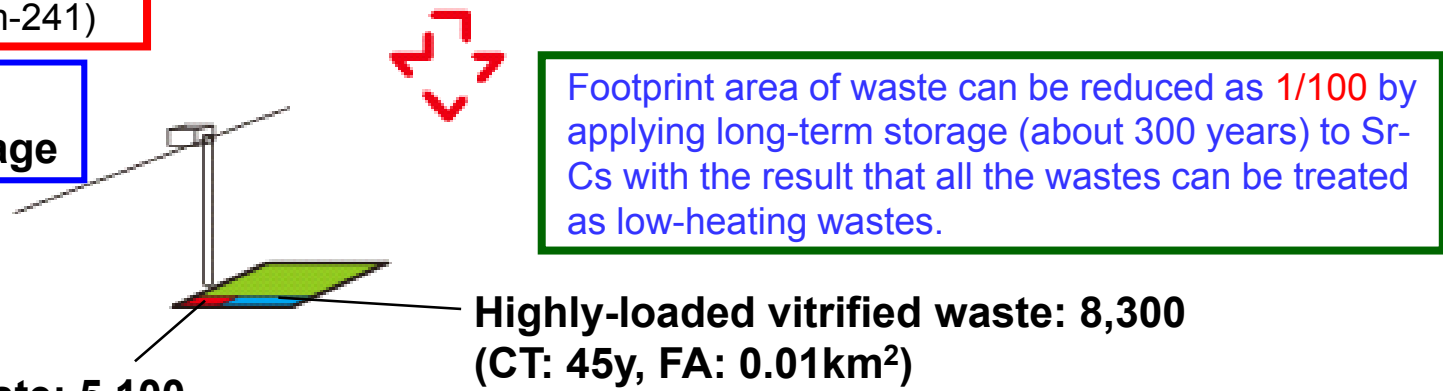 -241)
Footprint area of waste can be reduced as 1/100 by
applying long-term storage (about 300 years) to Sr-
Cs with the result that all the wastes can be treated
as low-heating wastes.
Highly-loaded vitrified waste: 8,300
(CT: 45y, FA: 0.01km²)
5,100